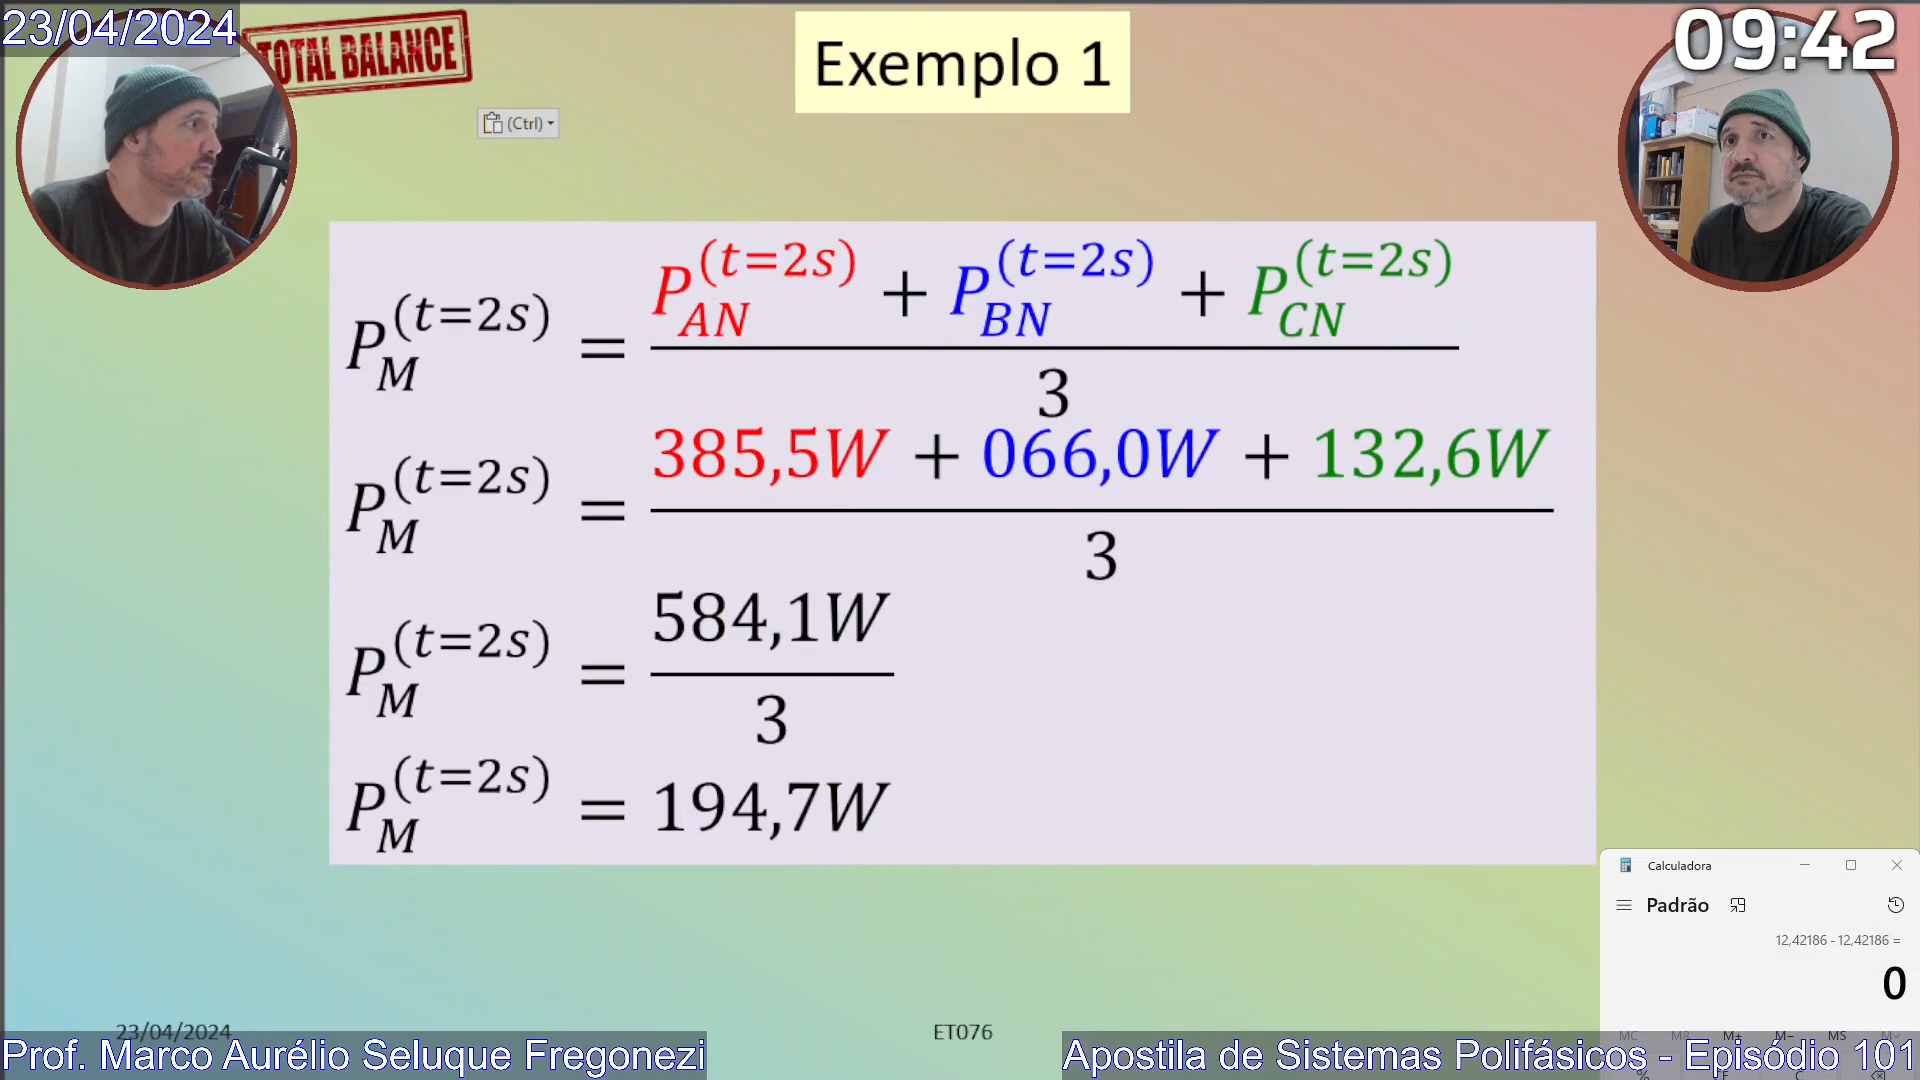 23/04/2024
TOTAL BALANCE
Exemplo 1
09:42
(Ctrl)
P_M^(t=2s) = (P_AN^(t=2s) + P_BN^(t=2s) + P_CN^(t=2s)) / 3
P_M^(t=2s) = (385,5W + 066,0W + 132,6W) / 3
P_M^(t=2s) = 584,1W / 3
P_M^(t=2s) = 194,7W
Calculadora
Padrão
12,42186 - 12,42186 =
0
MC MR M+ M- MS M
23/04/2024
ET076
Prof. Marco Aurélio Seluque Fregonezi
Apostila de Sistemas Polifásicos - Episódio 101